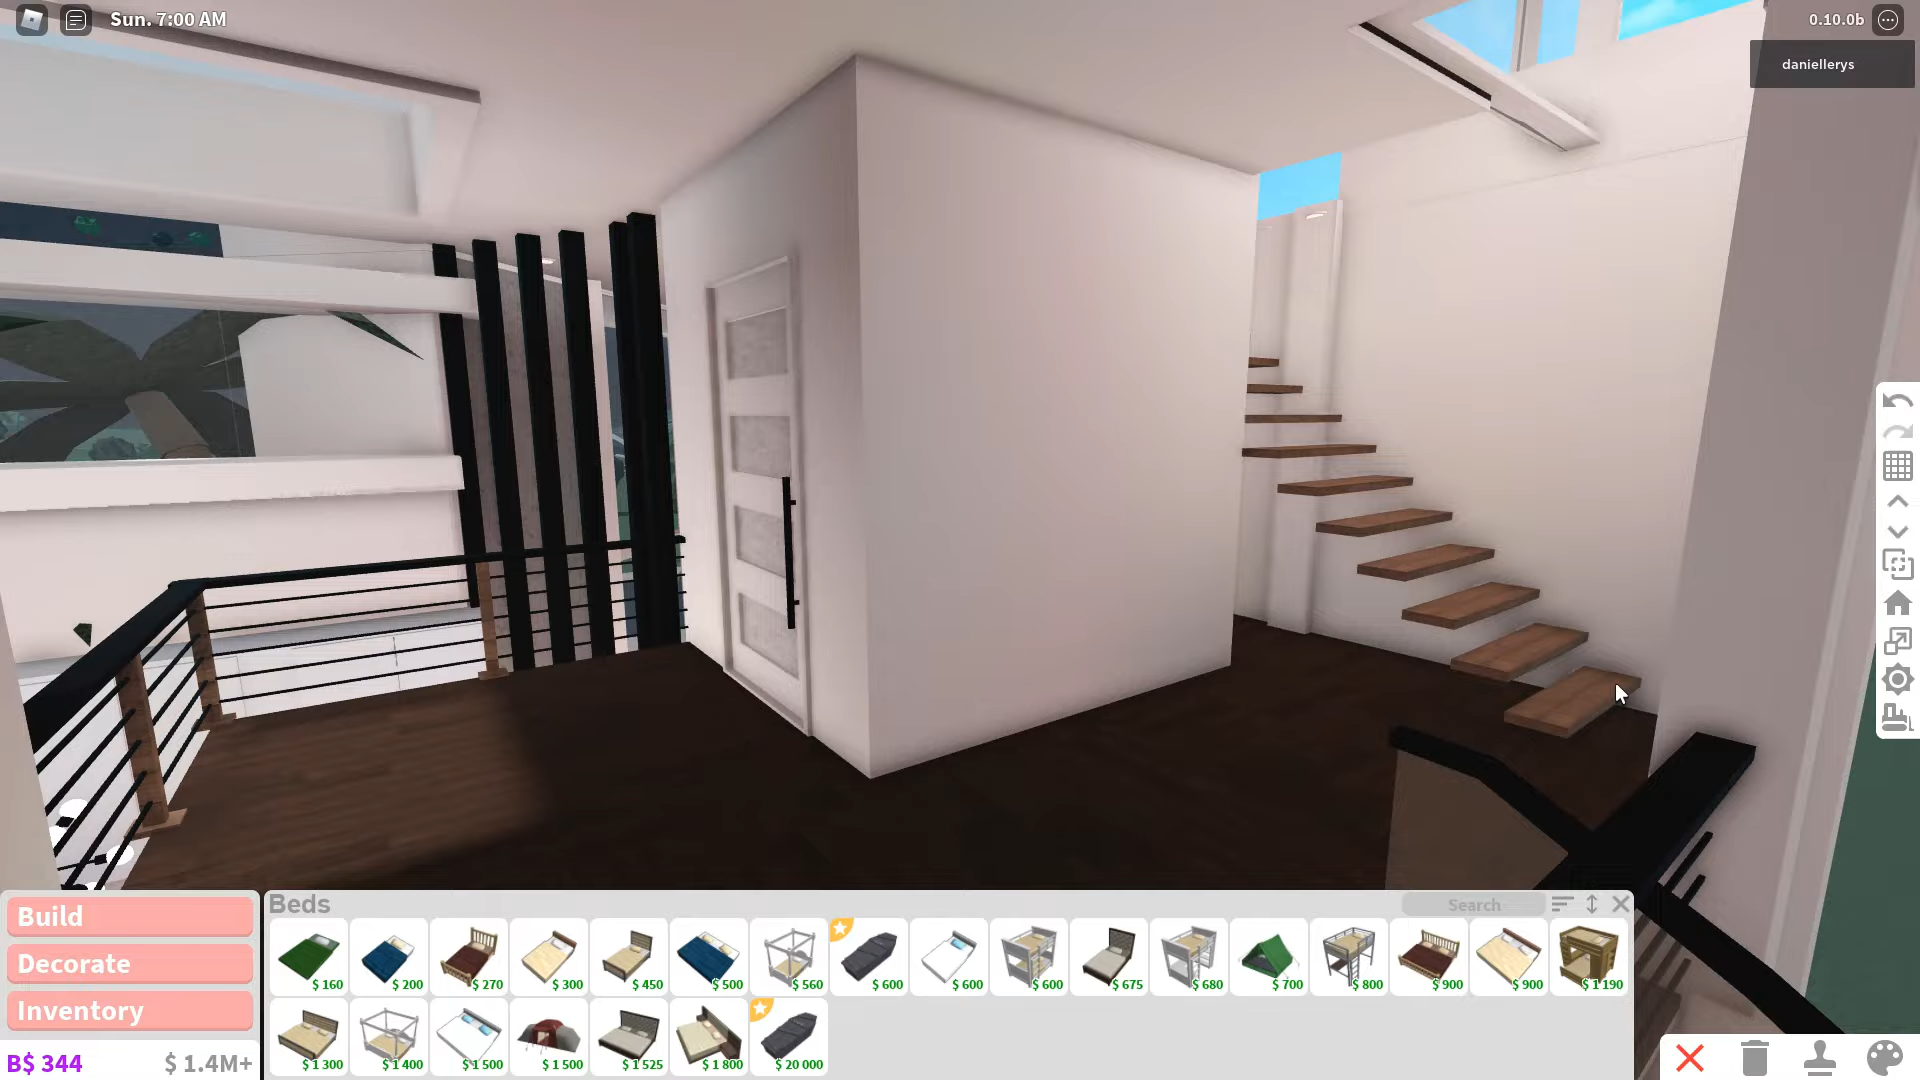 Sun. 7:00 AM
0.10.0b
daniellerys
Build
Decorate
Inventory
B$ 344
$ 1.4M+
Beds
Search
$ 160
$ 200
$ 270
$ 300
$ 450
$ 500
$ 560
$ 600
$ 600
$ 600
$ 675
$ 680
$ 700
$ 800
$ 900
$ 900
$ 1 190
$ 1 300
$ 1 400
$ 1 500
$ 1 500
$ 1 525
$ 1 800
$ 20 000